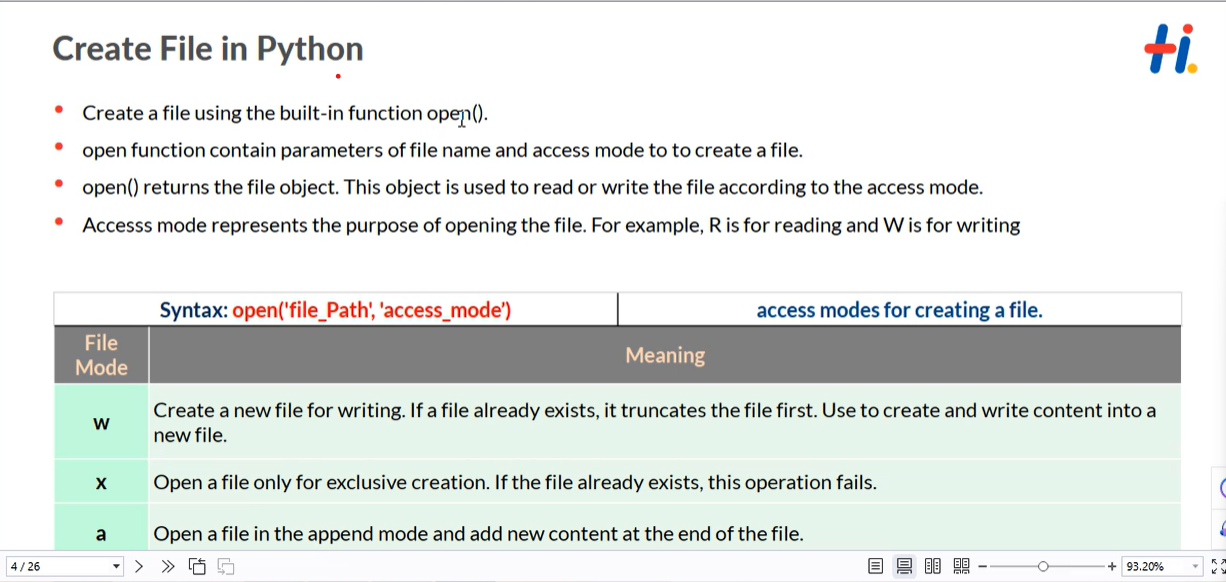 Create File in Python
Hi.
• Create a file using the built-in function open().
• open function contain parameters of file name and access mode to to create a file.
• open() returns the file object. This object is used to read or write the file according to the access mode.
• Accesss mode represents the purpose of opening the file. For example, R is for reading and W is for writing
Syntax: open('file_Path', 'access_mode’)
access modes for creating a file.
File
Mode
Meaning
w
Create a new file for writing. If a file already exists, it truncates the file first. Use to create and write content into a
new file.
x
Open a file only for exclusive creation. If the file already exists, this operation fails.
a
Open a file in the append mode and add new content at the end of the file.
4 / 26
93.20%